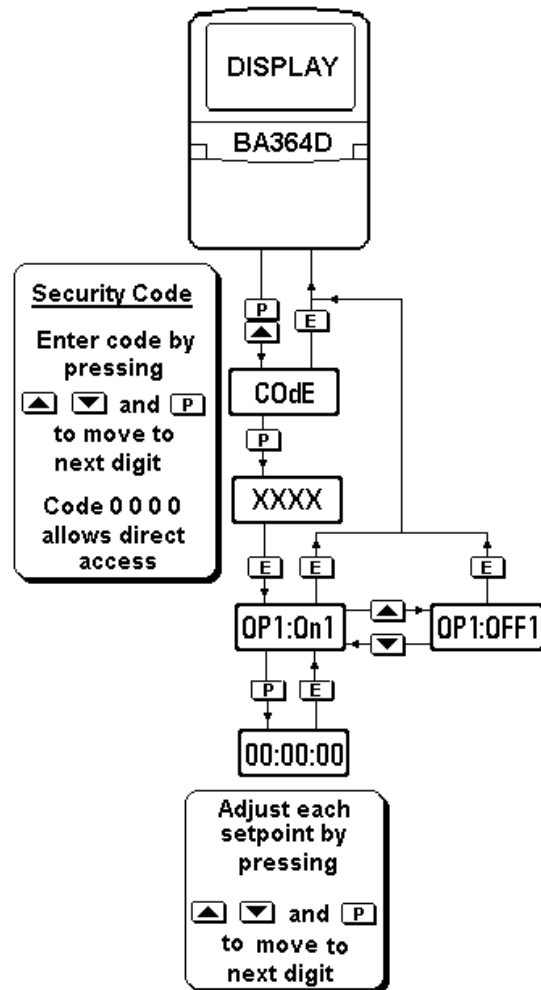 DISPLAY
BA364D
Security Code
Enter code by
pressing
▲ ▼ and P
to move to
next digit
Code 0 0 0 0
allows direct
access
P
▲
E
COdE
P
XXXX
E
E
E
OP1:On1
▲
▼
OP1:OFF1
P
E
00:00:00
Adjust each
setpoint by
pressing
▲ ▼ and P
to move to
next digit